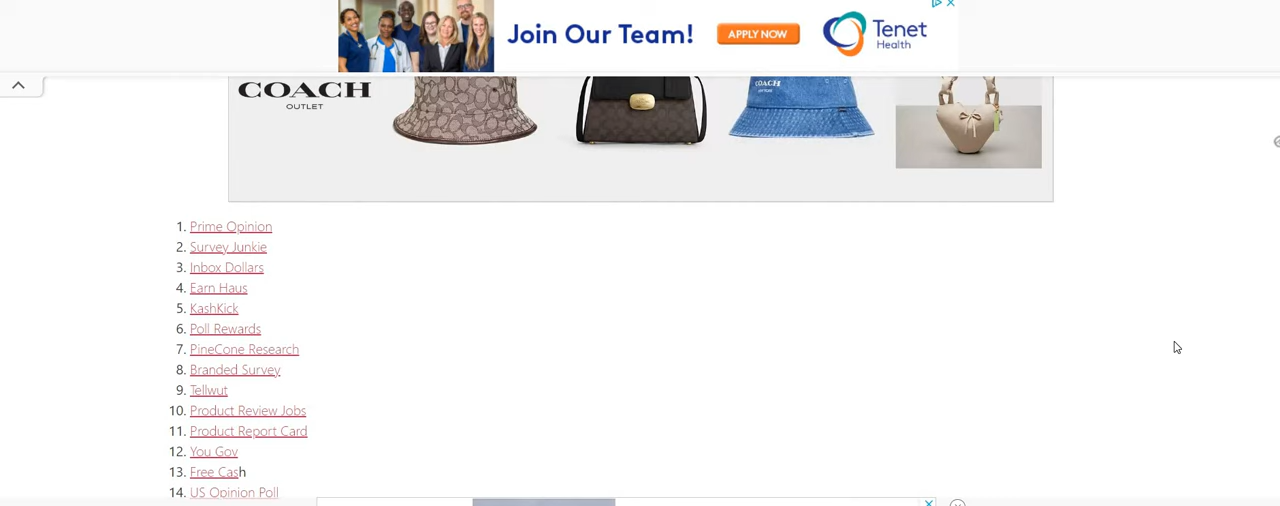 Join Our Team!
APPLY NOW
Tenet
Health
COACH
OUTLET
COACH
1. Prime Opinion
2. Survey Junkie
3. Inbox Dollars
4. Earn Haus
5. KashKick
6. Poll Rewards
7. PineCone Research
8. Branded Survey
9. Tellwut
10. Product Review Jobs
11. Product Report Card
12. You Gov
13. Free Cash
14. US Opinion Poll